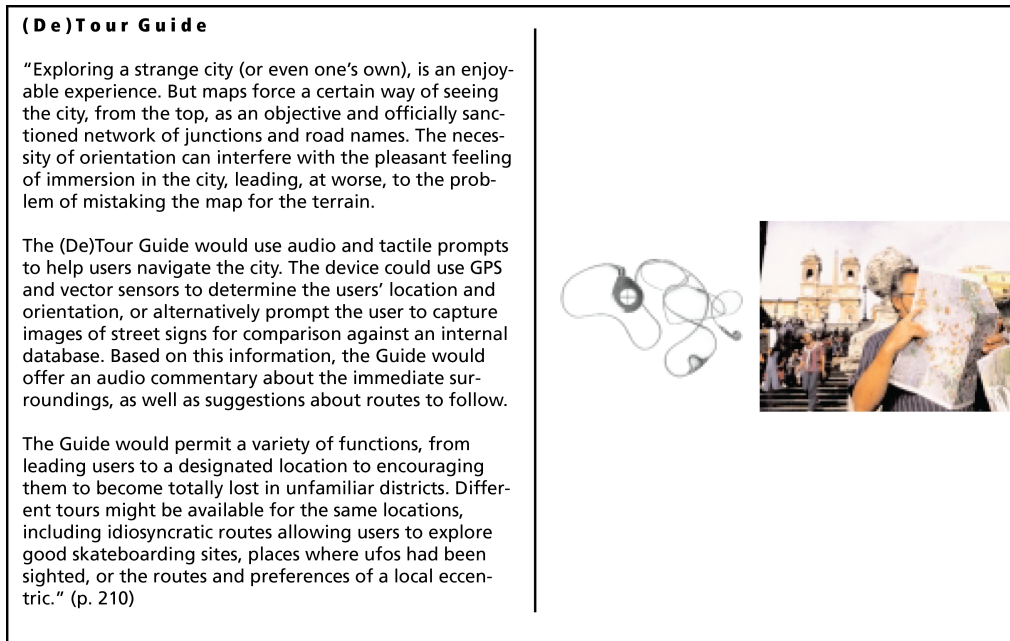 (De)Tour Guide
“Exploring a strange city (or even one’s own), is an enjoy-
able experience. But maps force a certain way of seeing
the city, from the top, as an objective and officially sanc-
tioned network of junctions and road names. The neces-
sity of orientation can interfere with the pleasant feeling
of immersion in the city, leading, at worse, to the prob-
lem of mistaking the map for the terrain.
The (De)Tour Guide would use audio and tactile prompts
to help users navigate the city. The device could use GPS
and vector sensors to determine the users’ location and
orientation, or alternatively prompt the user to capture
images of street signs for comparison against an internal
database. Based on this information, the Guide would
offer an audio commentary about the immediate sur-
roundings, as well as suggestions about routes to follow.
The Guide would permit a variety of functions, from
leading users to a designated location to encouraging
them to become totally lost in unfamiliar districts. Differ-
ent tours might be available for the same locations,
including idiosyncratic routes allowing users to explore
good skateboarding sites, places where ufos had been
sighted, or the routes and preferences of a local eccen-
tric.” (p. 210)